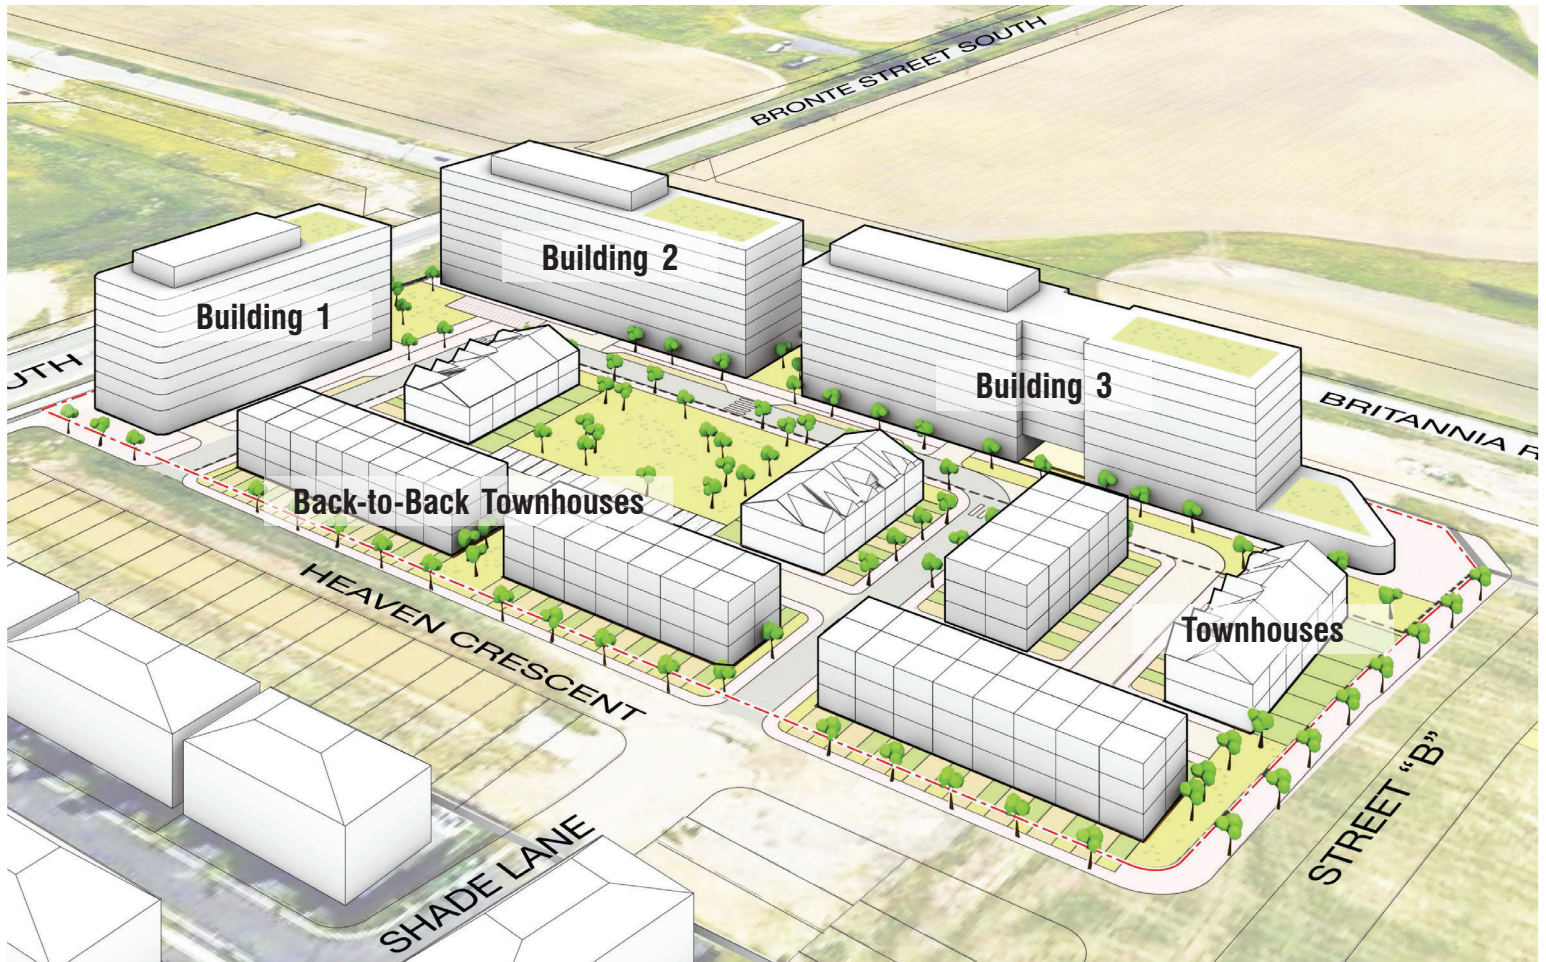 BRONTE STREET SOUTH
Building 2
Building 1
UTH
Building 3
BRITANNIA R
Back-to-Back Townhouses
HEAVEN CRESCENT
Townhouses
STREET “B”
SHADE LANE